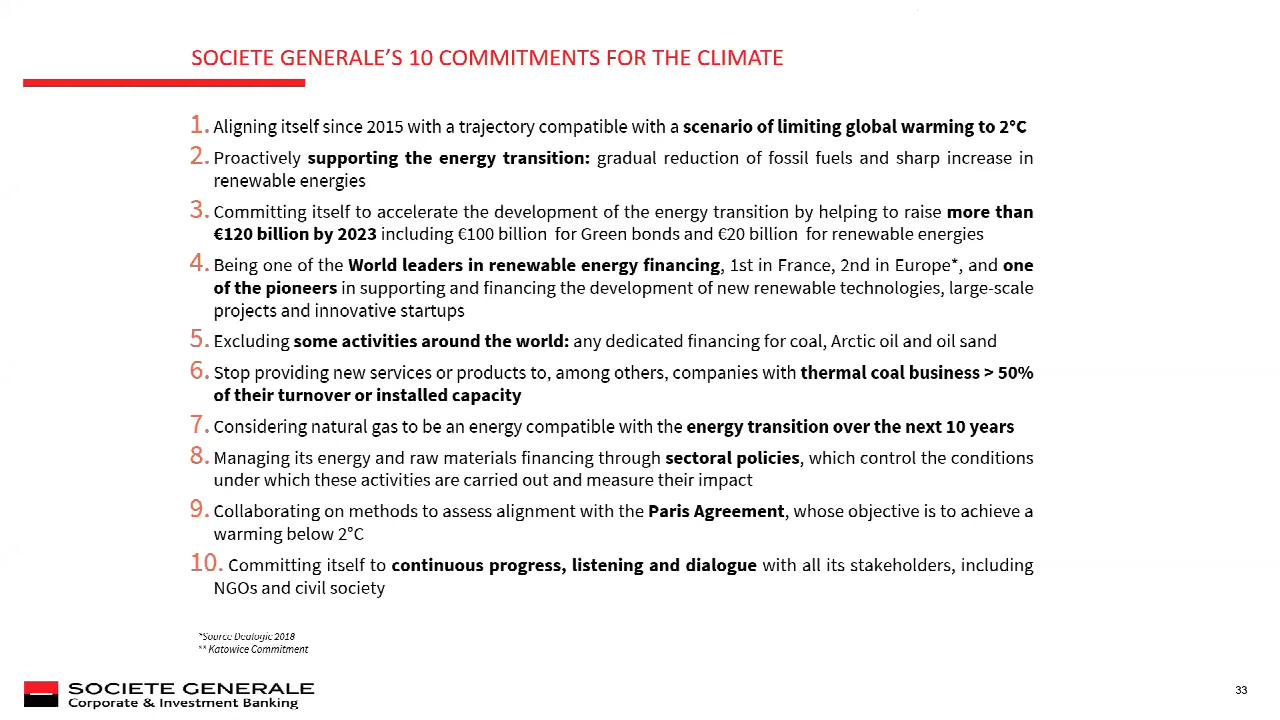 SOCIETE GENERALE’S 10 COMMITMENTS FOR THE CLIMATE
1. Aligning itself since 2015 with a trajectory compatible with a scenario of limiting global warming to 2°C
2. Proactively supporting the energy transition: gradual reduction of fossil fuels and sharp increase in
renewable energies
3. Committing itself to accelerate the development of the energy transition by helping to raise more than
€120 billion by 2023 including €100 billion for Green bonds and €20 billion for renewable energies
4. Being one of the World leaders in renewable energy financing, 1st in France, 2nd in Europe*, and one
of the pioneers in supporting and financing the development of new renewable technologies, large-scale
projects and innovative startups
5. Excluding some activities around the world: any dedicated financing for coal, Arctic oil and oil sand
6. Stop providing new services or products to, among others, companies with thermal coal business > 50%
of their turnover or installed capacity
7. Considering natural gas to be an energy compatible with the energy transition over the next 10 years
8. Managing its energy and raw materials financing through sectoral policies, which control the conditions
under which these activities are carried out and measure their impact
9. Collaborating on methods to assess alignment with the Paris Agreement, whose objective is to achieve a
warming below 2°C
10. Committing itself to continuous progress, listening and dialogue with all its stakeholders, including
NGOs and civil society
*Source Dealogic 2018
** Katowice Commitment
SOCIETE GENERALE
Corporate & Investment Banking
33